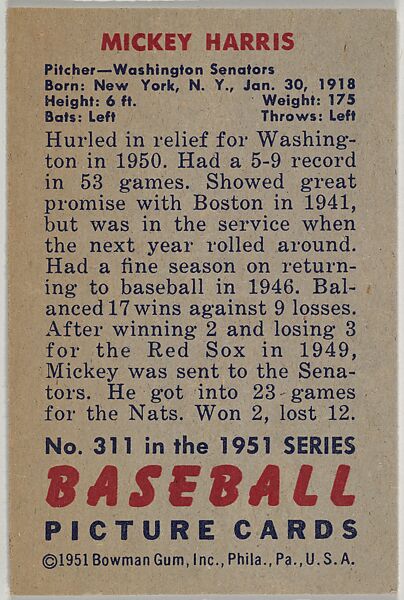 MICKEY HARRIS
Pitcher—Washington Senators
Born: New York, N. Y., Jan. 30, 1918
Height: 6 ft. Weight: 175
Bats: Left Throws: Left
Hurled in relief for Washing-
ton in 1950. Had a 5-9 record
in 53 games. Showed great
promise with Boston in 1941,
but was in the service when
the next year rolled around.
Had a fine season on return-
ing to baseball in 1946. Bal-
anced 17 wins against 9 losses.
After winning 2 and losing 3
for the Red Sox in 1949,
Mickey was sent to the Sena-
tors. He got into 23 games
for the Nats. Won 2, lost 12.
No. 311 in the 1951 SERIES
BASEBALL
PICTURE CARDS
©1951 Bowman Gum, Inc., Phila., Pa., U. S. A.